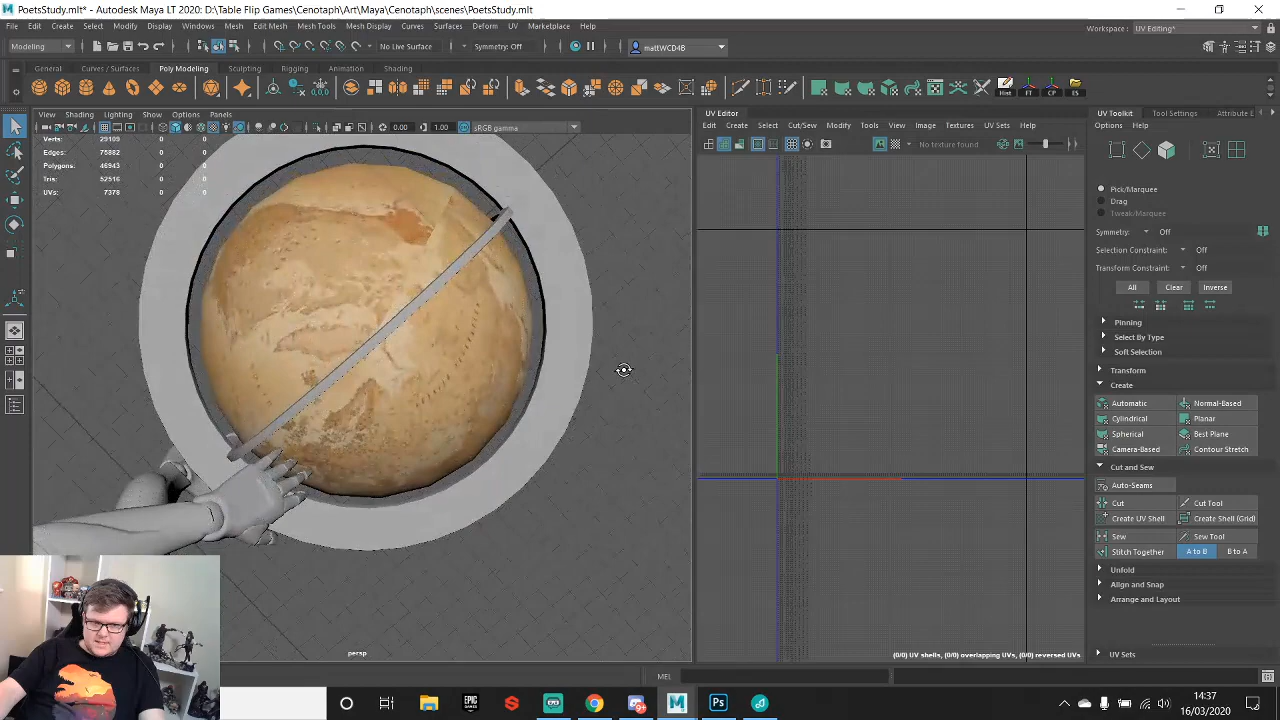 PoetsStudy.mlt* - Autodesk Maya LT 2020: D:\Table Flip Games\Cenotaph\Art\Maya\Cenotaph\scenes\PoetsStudy.mlt
File Edit Create Select Modify Display Windows Mesh Edit Mesh Mesh Tools Mesh Display Curves Surfaces Deform UV Marketplace Help
Workspace : UV Editing*
Modeling No Live Surface Symmetry: Off mattWCD4B
General Curves / Surfaces Poly Modeling Sculpting Rigging Animation Shading
Hint FT CP ES
View Shading Lighting Show Options Panels
0.00 1.00 sRGB gamma
Verts: 29109 0 0
Edges: 75882 0 0
Polygons: 46943 0 0
Tris: 52516 0 0
UVs: 7378 0 0
persp
UV Editor
Edit Create Select Cut/Sew Modify Tools View Image Textures UV Sets Help
No texture found
(0/0) UV shells, (0/0) overlapping UVs, (0/0) reversed UVs
UV Toolkit Tool Settings Attribute E
Options Help
Pick/Marquee
Drag
Tweak/Marquee
Symmetry: Off
Selection Constraint: Off
Transform Constraint: Off
All Clear Inverse
Pinning
Select By Type
Soft Selection
Transform
Create
Automatic Normal-Based
Cylindrical Planar
Spherical Best Plane
Camera-Based Contour Stretch
Cut and Sew
Auto-Seams
Cut Cut Tool
Create UV Shell Create Shell (Grid)
Sew Sew Tool
Stitch Together A to B B to A
Unfold
Align and Snap
Arrange and Layout
UV Sets
MEL
EPIC GAMES
Ps
14:37
16/03/2020